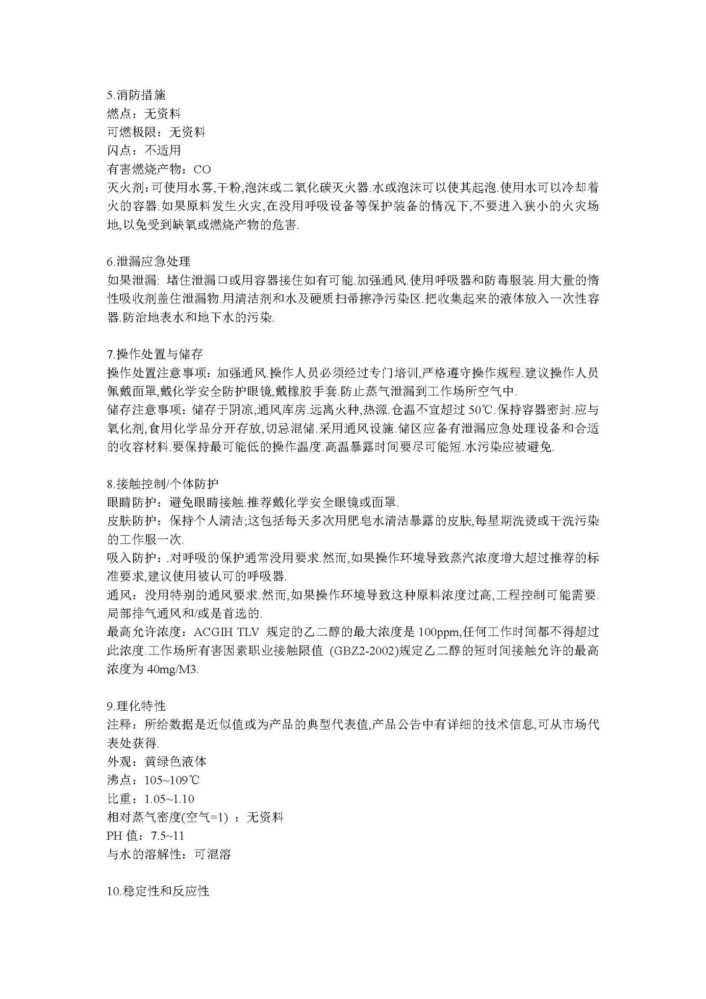 5.消防措施
燃点：无资料
可燃极限：无资料
闪点：不适用
有害燃烧产物：CO
灭火剂：可使用水雾,干粉,泡沫或二氧化碳灭火器.水或泡沫可以使其起泡.使用水可以冷却着
火的容器.如果原料发生火灾,在没用呼吸设备等保护装备的情况下,不要进入狭小的火灾场
地,以免受到缺氧或燃烧产物的危害.
6.泄漏应急处理
如果泄漏: 堵住泄漏口或用容器接住如有可能.加强通风.使用呼吸器和防毒服装.用大量的惰
性吸收剂盖住泄漏物.用清洁剂和水及硬质扫帚擦净污染区.把收集起来的液体放入一次性容
器.防治地表水和地下水的污染.
7.操作处置与储存
操作处置注意事项：加强通风.操作人员必须经过专门培训,严格遵守操作规程.建议操作人员
佩戴面罩,戴化学安全防护眼镜,戴橡胶手套.防止蒸气泄漏到工作场所空气中.
储存注意事项：储存于阴凉,通风库房.远离火种,热源.仓温不宜超过 50℃.保持容器密封.应与
氧化剂,食用化学品分开存放,切忌混储.采用通风设施.储区应备有泄漏应急处理设备和合适
的收容材料.要保持最可能低的操作温度.高温暴露时间要尽可能短.水污染应被避免.
8.接触控制/个体防护
眼睛防护：避免眼睛接触.推荐戴化学安全眼镜或面罩.
皮肤防护：保持个人清洁;这包括每天多次用肥皂水清洁暴露的皮肤,每星期洗烫或干洗污染
的工作服一次.
吸入防护：.对呼吸的保护通常没用要求.然而,如果操作环境导致蒸汽浓度增大超过推荐的标
准要求,建议使用被认可的呼吸器.
通风：没用特别的通风要求.然而,如果操作环境导致这种原料浓度过高,工程控制可能需要.
局部排气通风和/或是首选的.
最高允许浓度：ACGIH TLV 规定的乙二醇的最大浓度是 100ppm,任何工作时间都不得超过
此浓度.工作场所有害因素职业接触限值 (GBZ2-2002)规定乙二醇的短时间接触允许的最高
浓度为 40mg/M3.
9.理化特性
注释：所给数据是近似值或为产品的典型代表值,产品公告中有详细的技术信息,可从市场代
表处获得.
外观：黄绿色液体
沸点：105~109℃
比重：1.05~1.10
相对蒸气密度(空气=1) ：无资料
PH 值：7.5~11
与水的溶解性：可混溶
10.稳定性和反应性